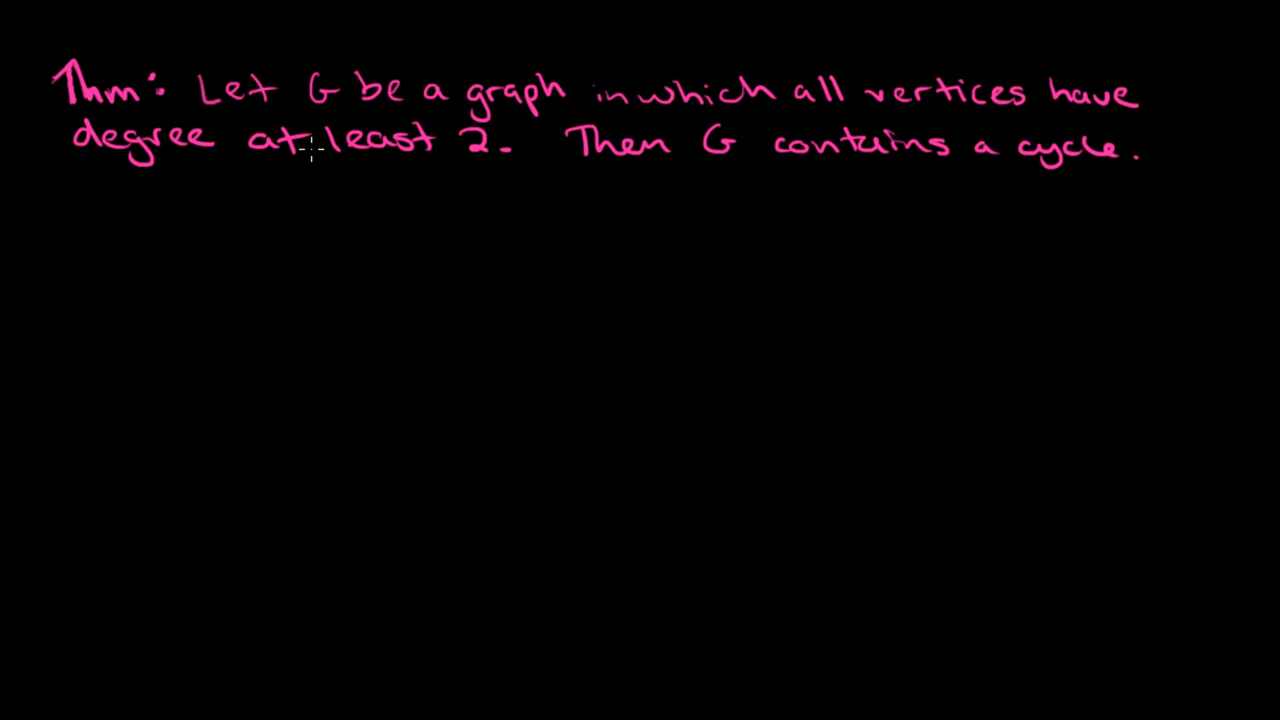 Thm: Let G be a graph in which all vertices have
degree at least 2. Then G contains a cycle.